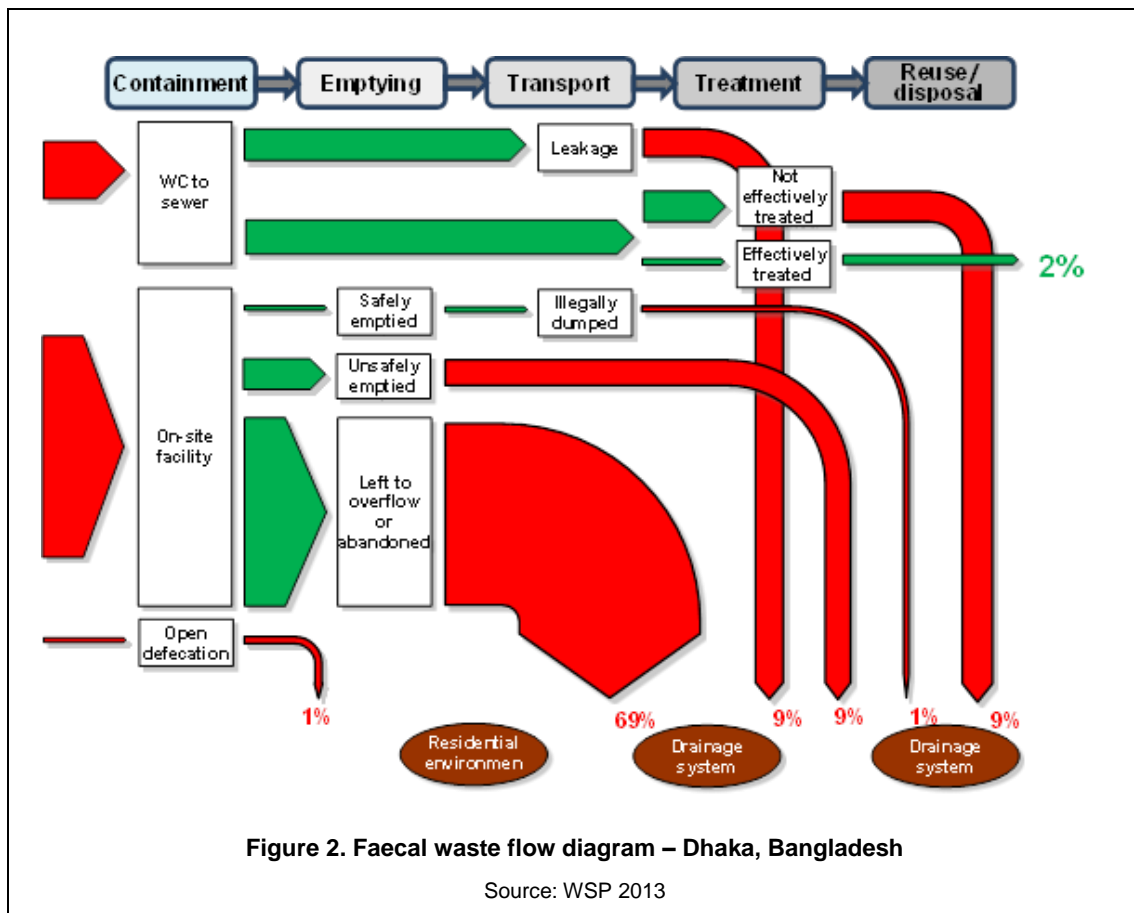 Containment
Emptying
Transport
Treatment
Reuse/
disposal
WC to
sewer
Leakage
Not
effectively
treated
Effectively
treated
2%
Safely
emptied
Illegally
dumped
Unsafely
emptied
On-site
facility
Left to
overflow
or
abandoned
Open
defecation
1%
69%
9%
9%
1%
9%
Residential
environmen
Drainage
system
Drainage
system
Figure 2. Faecal waste flow diagram – Dhaka, Bangladesh
Source: WSP 2013